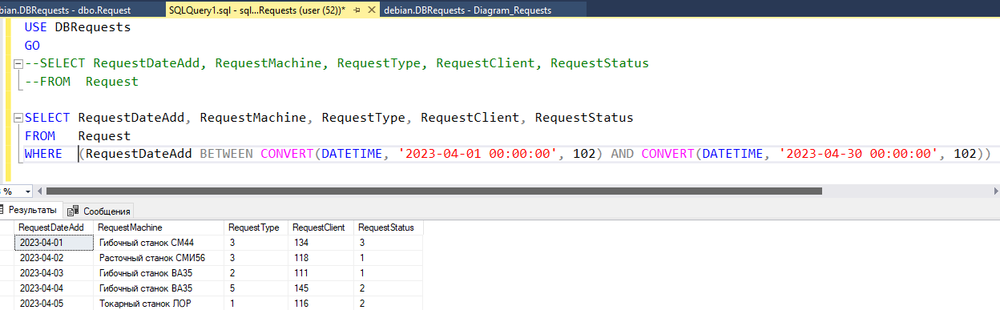 bian.DBRequests - dbo.Request
SQLQuery1.sql - sql...Requests (user (52))*
debian.DBRequests - Diagram_Requests
USE DBRequests
GO
--SELECT RequestDateAdd, RequestMachine, RequestType, RequestClient, RequestStatus
--FROM  Request
SELECT RequestDateAdd, RequestMachine, RequestType, RequestClient, RequestStatus
FROM   Request
WHERE  (RequestDateAdd BETWEEN CONVERT(DATETIME, '2023-04-01 00:00:00', 102) AND CONVERT(DATETIME, '2023-04-30 00:00:00', 102))
%
Результаты Сообщения
RequestDateAdd RequestMachine RequestType RequestClient RequestStatus
2023-04-01 Гибочный станок СМ44 3 134 3
2023-04-02 Расточный станок СМИ56 3 118 1
2023-04-03 Гибочный станок ВА35 2 111 1
2023-04-04 Гибочный станок ВА35 5 145 2
2023-04-05 Токарный станок ЛОР 1 116 2